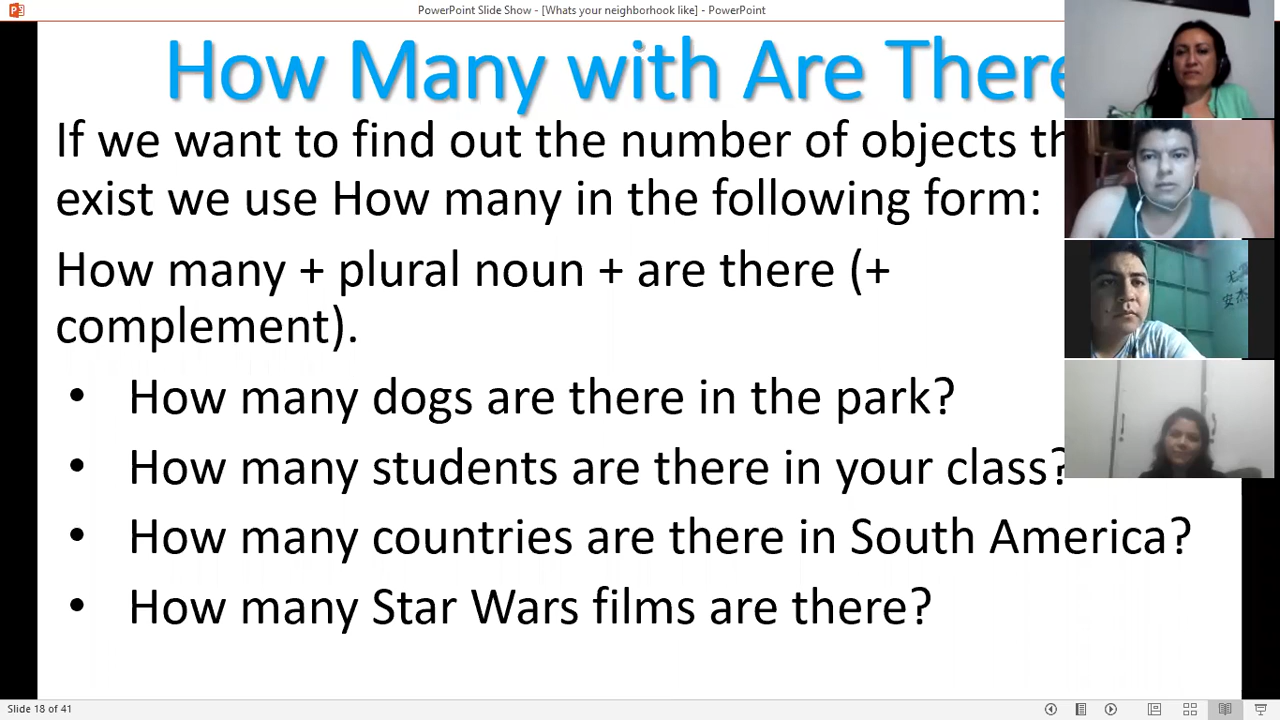 PowerPoint Slide Show - [Whats your neighborhook like] - PowerPoint
How Many with Are There
If we want to find out the number of objects th
exist we use How many in the following form:
How many + plural noun + are there (+
complement).
• How many dogs are there in the park?
• How many students are there in your class?
• How many countries are there in South America?
• How many Star Wars films are there?
Slide 18 of 41